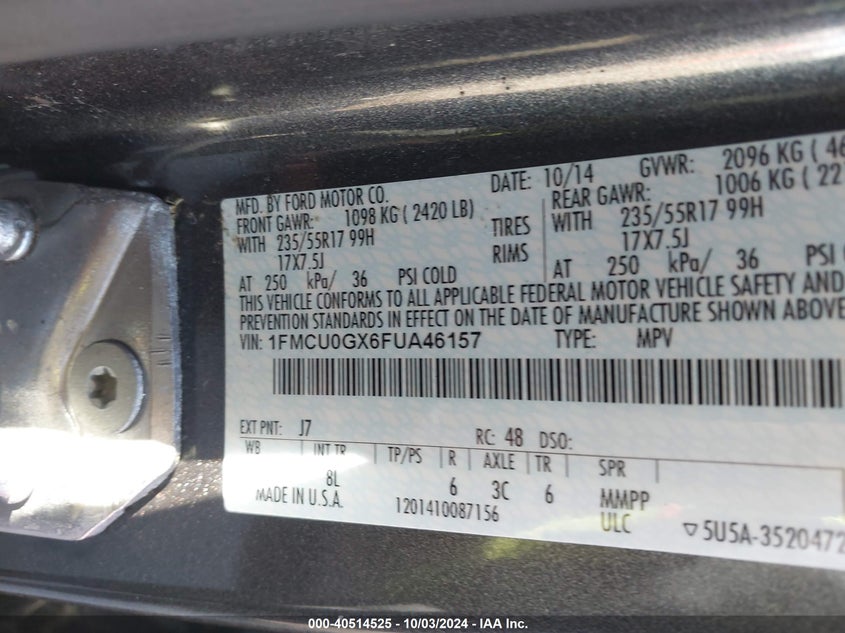 MFD. BY FORD MOTOR CO. DATE: 10/14 GVWR: 2096 KG ( 46
FRONT GAWR: 1098 KG ( 2420 LB) REAR GAWR: 1006 KG ( 22
WITH 235/55R17 99H TIRES WITH 235/55R17 99H
17X7.5J RIMS 17X7.5J
AT 250 kPa/ 36 PSI COLD AT 250 kPa/ 36 PSI
THIS VEHICLE CONFORMS TO ALL APPLICABLE FEDERAL MOTOR VEHICLE SAFETY AND
PREVENTION STANDARDS IN EFFECT ON THE DATE OF MANUFACTURE SHOWN ABOVE
VIN: 1FMCU0GX6FUA46157 TYPE: MPV
EXT PNT: J7 RC: 48 DSO:
WB INT TR TP/PS R AXLE TR SPR
8L 6 3C 6 MMPP
MADE IN U.S.A. 1201410087156 ULC ▽5U5A-3520472
000-40514525 - 10/03/2024 - IAA Inc.